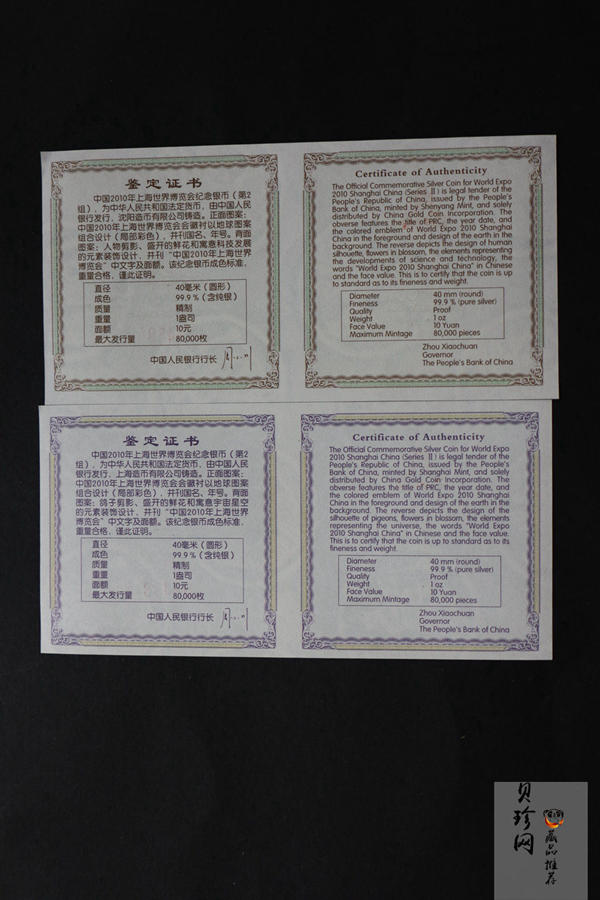 鉴定证书
中国2010年上海世界博览会纪念银币（第2
组），为中华人民共和国法定货币，由中国人民
银行发行，沈阳造币有限公司铸造。正面图案：
中国2010年上海世界博览会会徽衬以地球图案
组合设计（局部彩色），并刊国名、年号。背面
图案：人物剪影、盛开的鲜花和寓意科技发展
的元素装饰设计，并刊“中国2010年上海世界
博览会”中文字及面额。该纪念银币成色标准，
重量合格，谨此证明。
直径 40毫米（圆形）
成色 99.9%（含纯银）
质量 精制
重量 1盎司
面额 10元
最大发行量 80,000枚
中国人民银行行长
Certificate of Authenticity
The Official Commemorative Silver Coin for World Expo
2010 Shanghai China (Series Ⅱ) is legal tender of the
People's Republic of China, issued by the People's
Bank of China, minted by Shenyang Mint, and solely
distributed by China Gold Coin Incorporation. The
obverse features the title of PRC, the year date, and
the colored emblem of World Expo 2010 Shanghai
China in the foreground and design of the earth in the
background. The reverse depicts the design of human
silhouette, flowers in blossom, the elements representing
the developments of science and technology, the
words "World Expo 2010 Shanghai China" in Chinese
and the face value. This is to certify that the coin is up
to standard as to its fineness and weight.
Diameter 40 mm (round)
Fineness 99.9 % (pure silver)
Quality Proof
Weight 1 oz
Face Value 10 Yuan
Maximum Mintage 80,000 pieces
Zhou Xiaochuan
Governor
The People's Bank of China
鉴定证书
中国2010年上海世界博览会纪念银币（第2
组），为中华人民共和国法定货币，由中国人民
银行发行，上海造币有限公司铸造。正面图案：
中国2010年上海世界博览会会徽衬以地球图案
组合设计（局部彩色），并刊国名、年号。背面
图案：鸽子剪影、盛开的鲜花和寓意宇宙星空
的元素装饰设计，并刊“中国2010年上海世界
博览会”中文字及面额。该纪念银币成色标准，
重量合格，谨此证明。
直径 40毫米（圆形）
成色 99.9%（含纯银）
质量 精制
重量 1盎司
面额 10元
最大发行量 80,000枚
中国人民银行行长
Certificate of Authenticity
The Official Commemorative Silver Coin for World Expo
2010 Shanghai China (Series Ⅱ) is legal tender of the
People's Republic of China, issued by the People's
Bank of China, minted by Shanghai Mint, and solely
distributed by China Gold Coin Incorporation. The
obverse features the title of PRC, the year date, and
the colored emblem of World Expo 2010 Shanghai
China in the foreground and design of the earth in the
background. The reverse depicts the design of
silhouette of pigeons, flowers in blossom, the elements
representing the universe, the words "World Expo
2010 Shanghai China" in Chinese and the face value.
This is to certify that the coin is up to standard as to its
fineness and weight.
Diameter 40 mm (round)
Fineness 99.9 % (pure silver)
Quality Proof
Weight 1 oz
Face Value 10 Yuan
Maximum Mintage 80,000 pieces
Zhou Xiaochuan
Governor
The People's Bank of China
贝珍网
藏品推荐